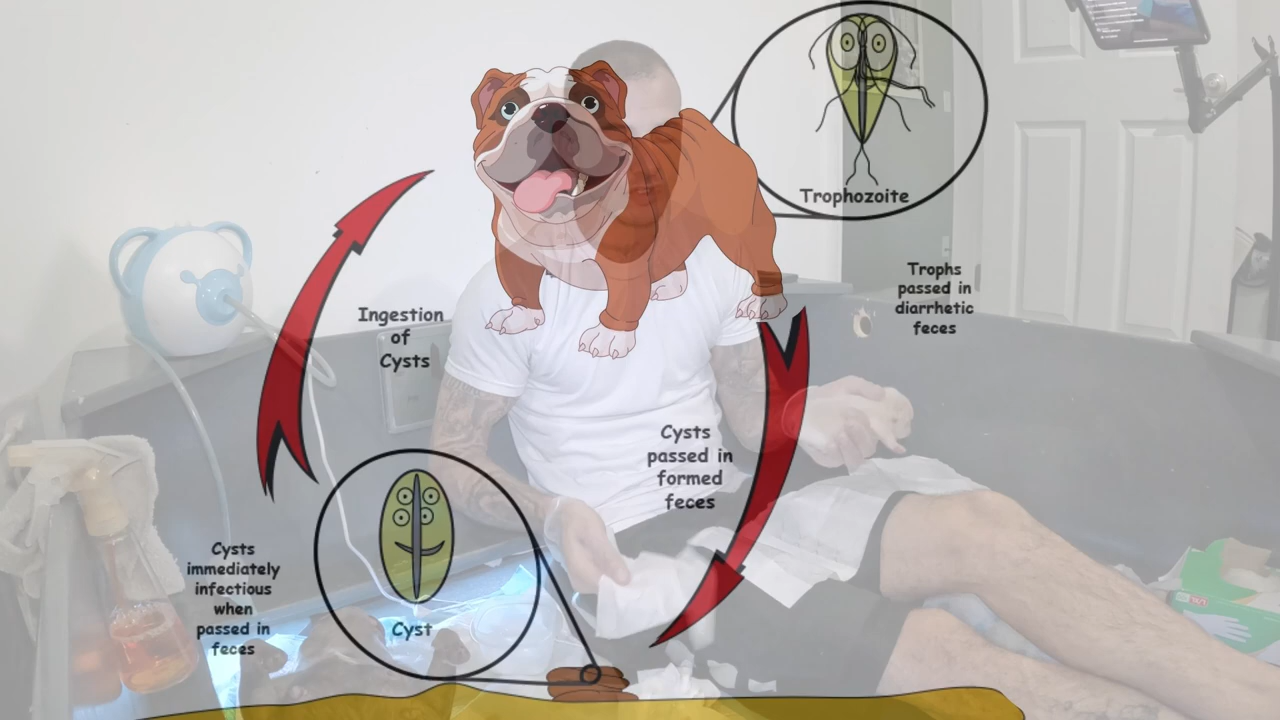 Trophozoite
Trophs
passed in
diarrhetic
feces
Ingestion
of
Cysts
Cysts
passed in
formed
feces
Cysts
immediately
infectious
when
passed in
feces
Cyst